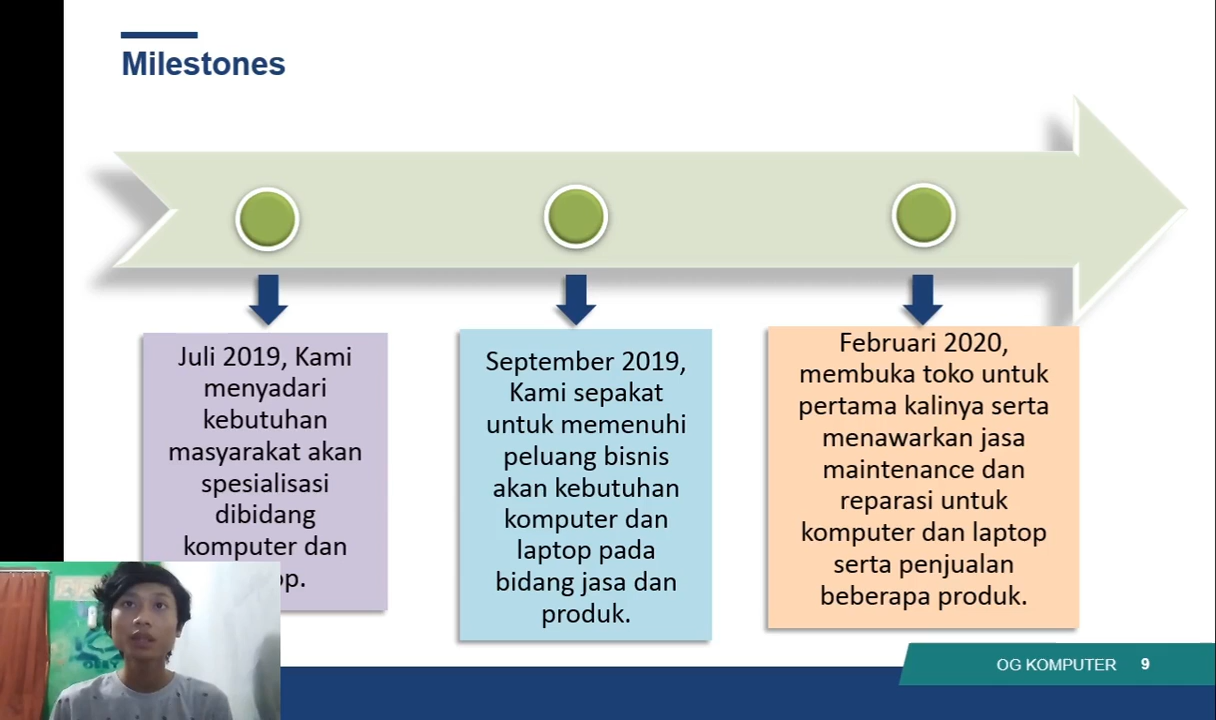 Milestones
Juli 2019, Kami
menyadari
kebutuhan
masyarakat akan
spesialisasi
dibidang
komputer dan
op.
September 2019,
Kami sepakat
untuk memenuhi
peluang bisnis
akan kebutuhan
komputer dan
laptop pada
bidang jasa dan
produk.
Februari 2020,
membuka toko untuk
pertama kalinya serta
menawarkan jasa
maintenance dan
reparasi untuk
komputer dan laptop
serta penjualan
beberapa produk.
OG KOMPUTER 9